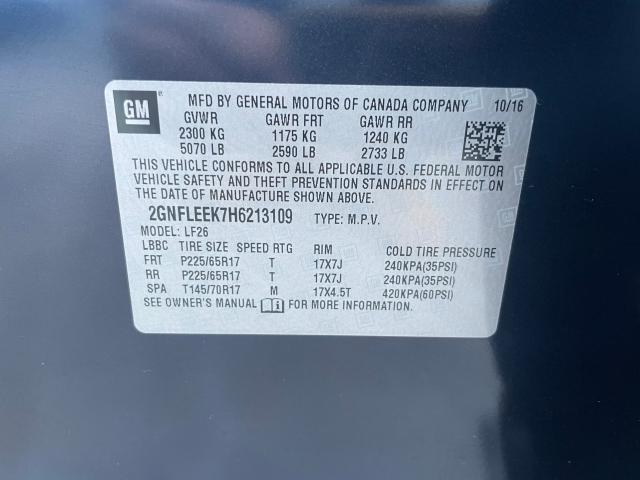 GM
MFD BY GENERAL MOTORS OF CANADA COMPANY 10/16
GVWR GAWR FRT GAWR RR
2300 KG 1175 KG 1240 KG
5070 LB 2590 LB 2733 LB
THIS VEHICLE CONFORMS TO ALL APPLICABLE U.S. FEDERAL MOTOR
VEHICLE SAFETY AND THEFT PREVENTION STANDARDS IN EFFECT ON
THE DATE OF MANUFACTURE SHOWN ABOVE.
2GNFLEEK7H6213109 TYPE: M.P.V.
MODEL: LF26
LBBC TIRE SIZE SPEED RTG RIM COLD TIRE PRESSURE
FRT P225/65R17 T 17X7J 240KPA(35PSI)
RR P225/65R17 T 17X7J 240KPA(35PSI)
SPA T145/70R17 M 17X4.5T 420KPA(60PSI)
SEE OWNER'S MANUAL FOR MORE INFORMATION.